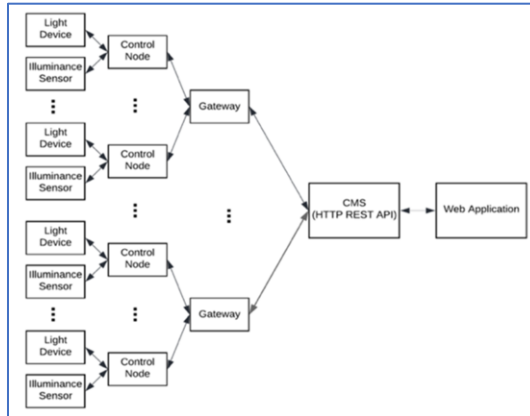 Light
Device
Illuminance
Sensor
Control
Node
Light
Device
Illuminance
Sensor
Control
Node
Gateway
Light
Device
Illuminance
Sensor
Control
Node
Light
Device
Illuminance
Sensor
Control
Node
Gateway
CMS
(HTTP REST API)
Web Application